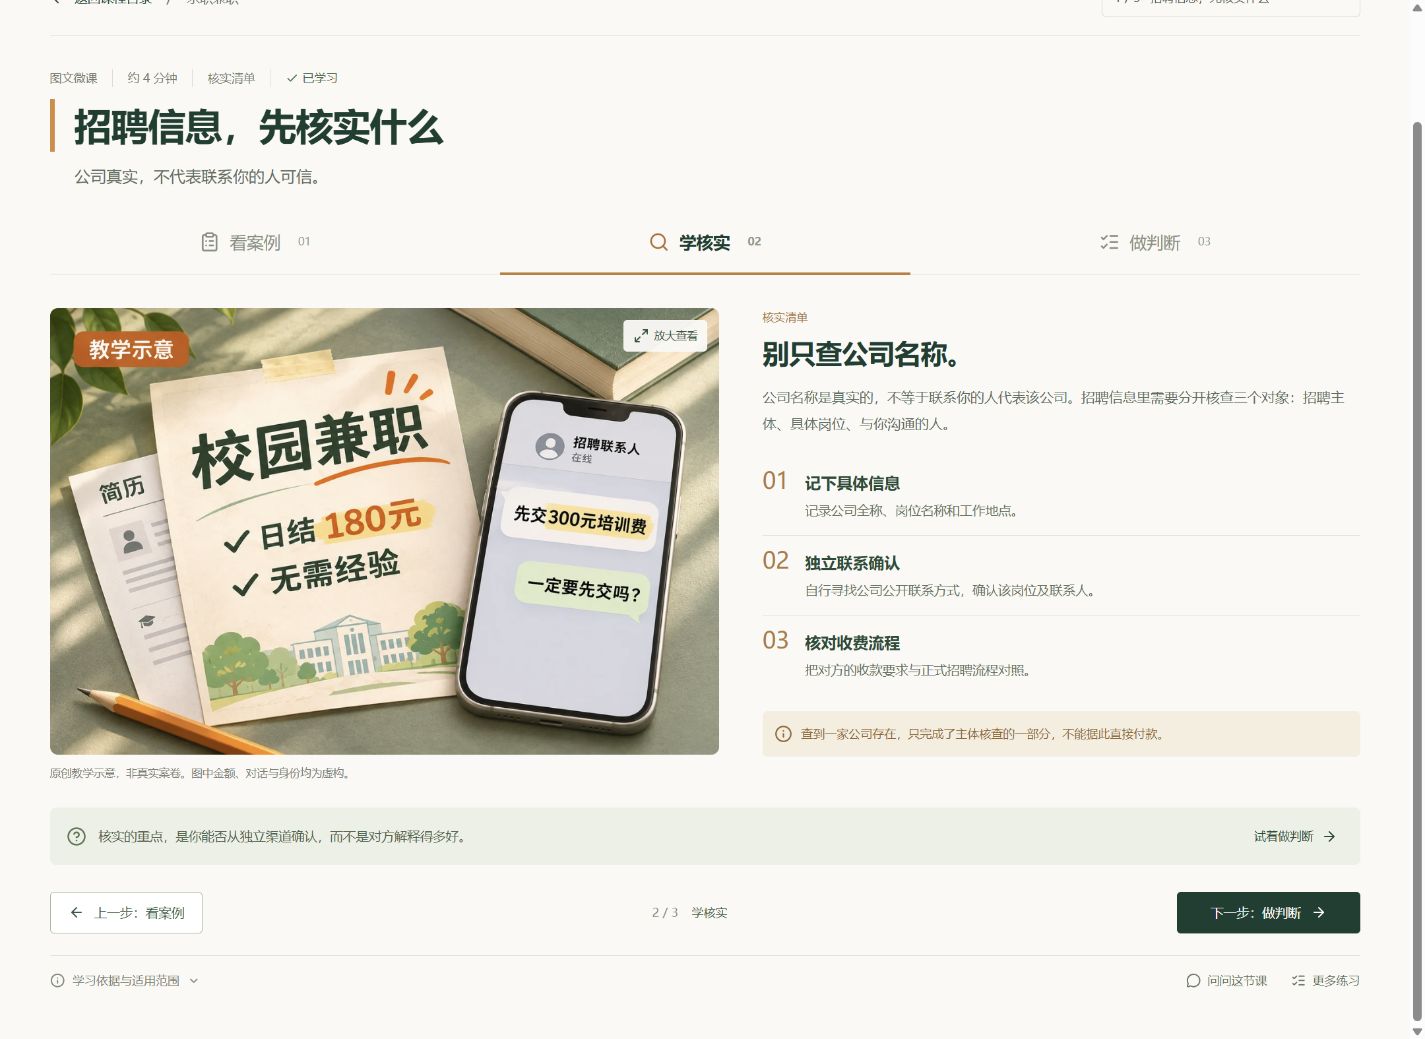 图文微课
约 4 分钟
核实清单
已学习
招聘信息，先核实什么
公司真实，不代表联系你的人可信。
看案例 01
学核实 02
做判断 03
教学示意
放大查看
简历
校园兼职
日结180元
无需经验
招聘联系人
在线
先交300元培训费
一定要先交吗？
原创教学示意，非真实案卷。图中金额、对话与身份均为虚构。
核实清单
别只查公司名称。
公司名称是真实的，不等于联系你的人代表该公司。招聘信息里需要分开核查三个对象：招聘主
体、具体岗位、与你沟通的人。
01 记下具体信息
记录公司全称、岗位名称和工作地点。
02 独立联系确认
自行寻找公司公开联系方式，确认该岗位及联系人。
03 核对收费流程
把对方的收款要求与正式招聘流程对照。
查到一家公司存在，只完成了主体核查的一部分，不能据此直接付款。
核实的重点，是你能否从独立渠道确认，而不是对方解释得多好。
试着做判断
上一步：看案例
2 / 3 学核实
下一步：做判断
学习依据与适用范围
问问这节课
更多练习